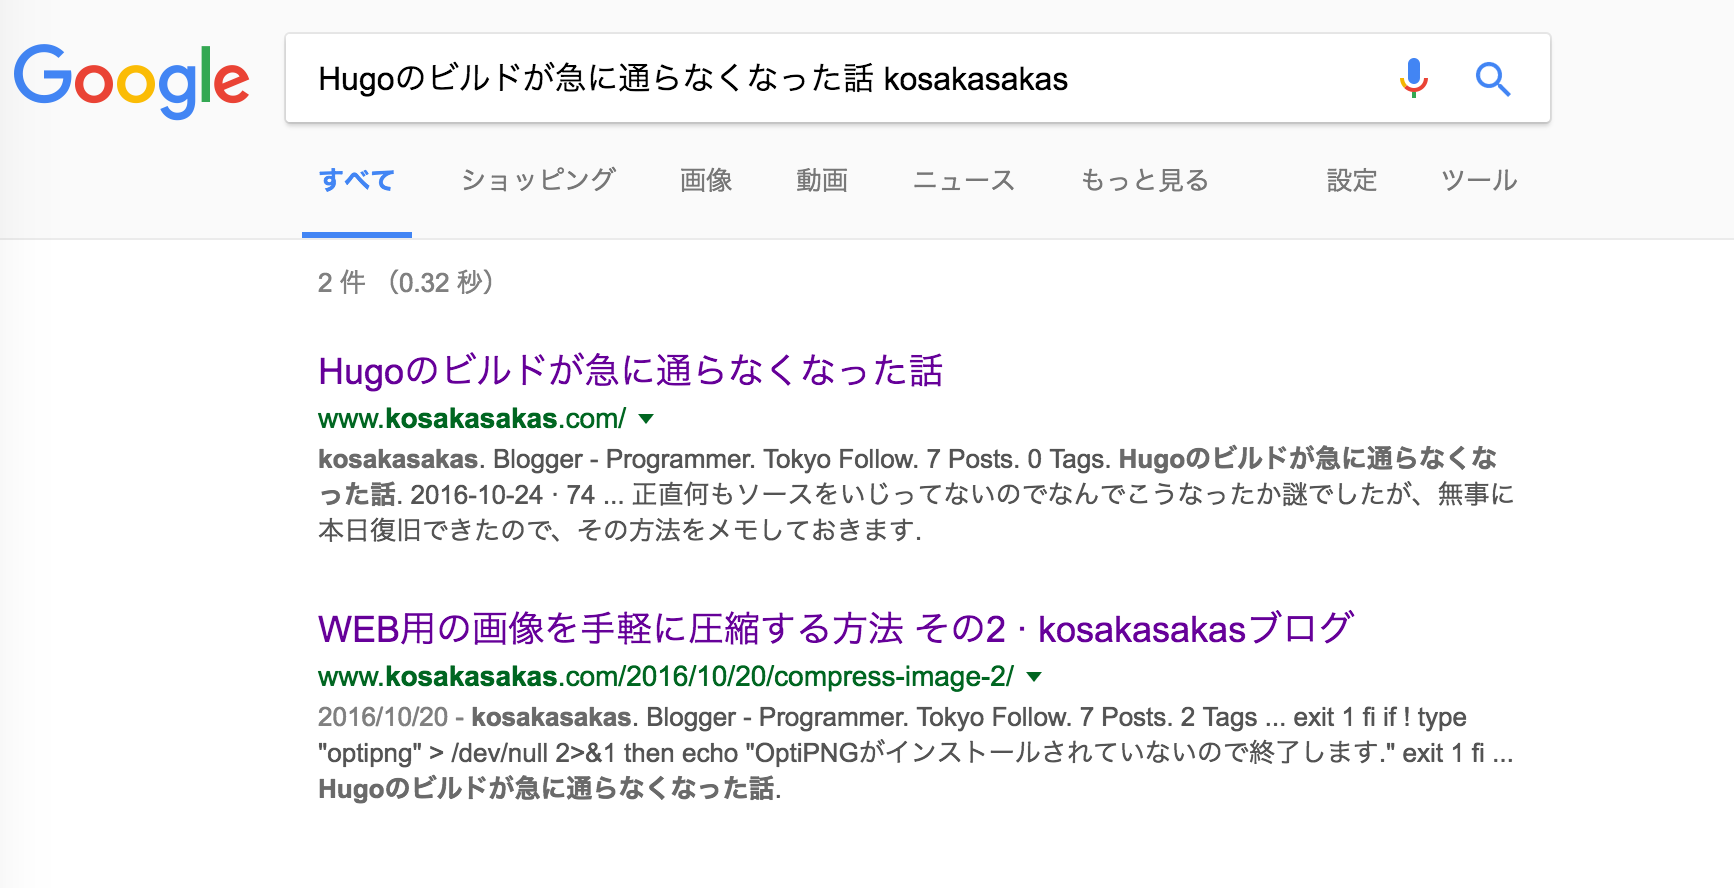 Google
Hugoのビルドが急に通らなくなった話 kosakasakas
すべて ショッピング 画像 動画 ニュース もっと見る 設定 ツール
2 件 （0.32 秒）
Hugoのビルドが急に通らなくなった話
www.kosakasakas.com/
kosakasakas. Blogger - Programmer. Tokyo Follow. 7 Posts. 0 Tags. Hugoのビルドが急に通らなくな
った話. 2016-10-24 · 74 ... 正直何もソースをいじってないのでなんでこうなったか謎でしたが、無事に
本日復旧できたので、その方法をメモしておきます.
WEB用の画像を手軽に圧縮する方法 その2 · kosakasakasブログ
www.kosakasakas.com/2016/10/20/compress-image-2/
2016/10/20 - kosakasakas. Blogger - Programmer. Tokyo Follow. 7 Posts. 2 Tags ... exit 1 fi if ! type
"optipng" > /dev/null 2>&1 then echo "OptiPNGがインストールされていないので終了します." exit 1 fi ...
Hugoのビルドが急に通らなくなった話.